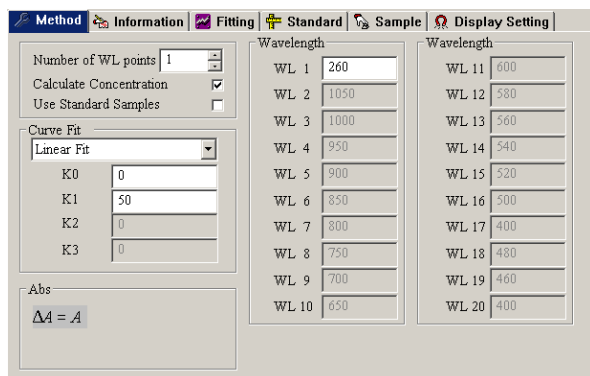 Method Information Fitting Standard Sample Display Setting
Number of WL points 1
Calculate Concentration
Use Standard Samples
Curve Fit
Linear Fit
K0 0
K1 50
K2 0
K3 0
Abs
ΔA = A
Wavelength
WL 1 260
WL 2 1050
WL 3 1000
WL 4 950
WL 5 900
WL 6 850
WL 7 800
WL 8 750
WL 9 700
WL 10 650
Wavelength
WL 11 600
WL 12 580
WL 13 560
WL 14 540
WL 15 520
WL 16 500
WL 17 400
WL 18 480
WL 19 460
WL 20 400